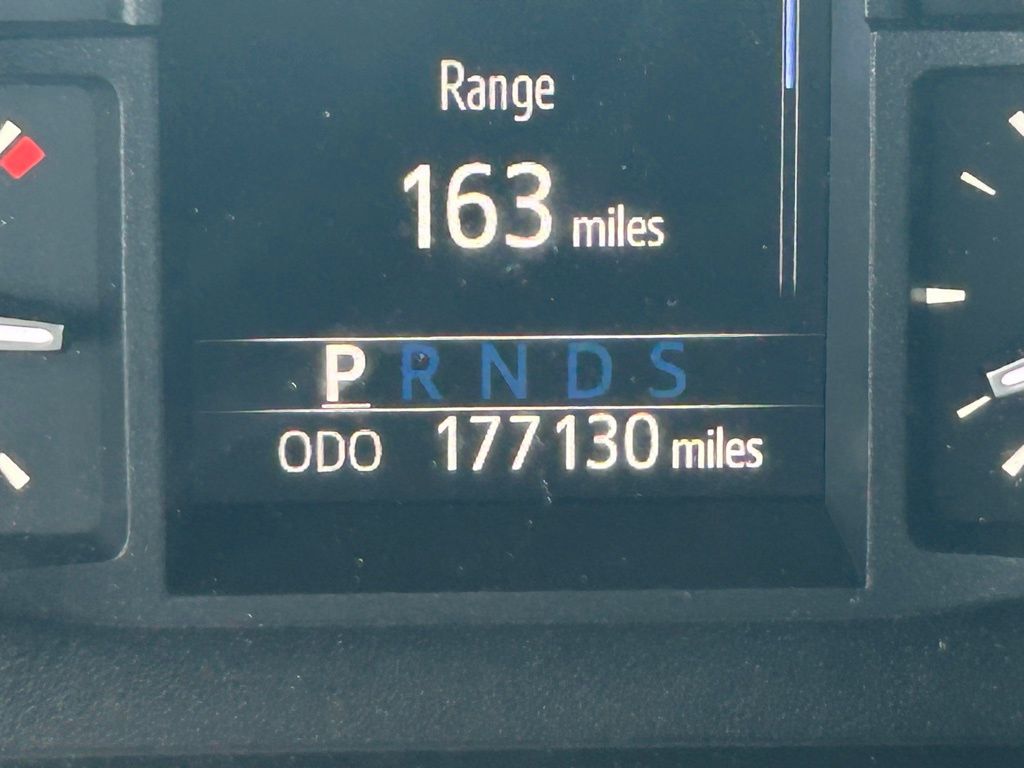 Range
163 miles
P R N D S
ODO 177130 miles